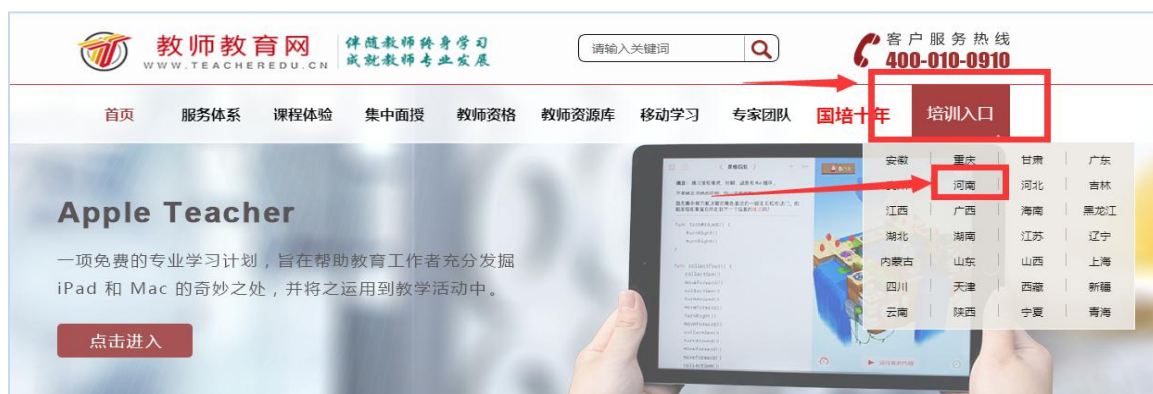 教师教育网
WWW.TEACHEREDU.CN
伴随教师终身学习
成就教师专业发展
请输入关键词
客户服务热线
400-010-0910
首页 服务体系 课程体验 集中面授 教师资格 教师资源库 移动学习 专家团队 国培十年 培训入口
安徽 重庆 甘肃 广东
河南 河北 吉林
江西 广西 海南 黑龙江
湖北 湖南 江苏 辽宁
内蒙古 山东 山西 上海
四川 天津 西藏 新疆
云南 陕西 宁夏 青海
Apple Teacher
一项免费的专业学习计划，旨在帮助教育工作者充分发掘
iPad 和 Mac 的奇妙之处，并将之运用到教学活动中。
点击进入